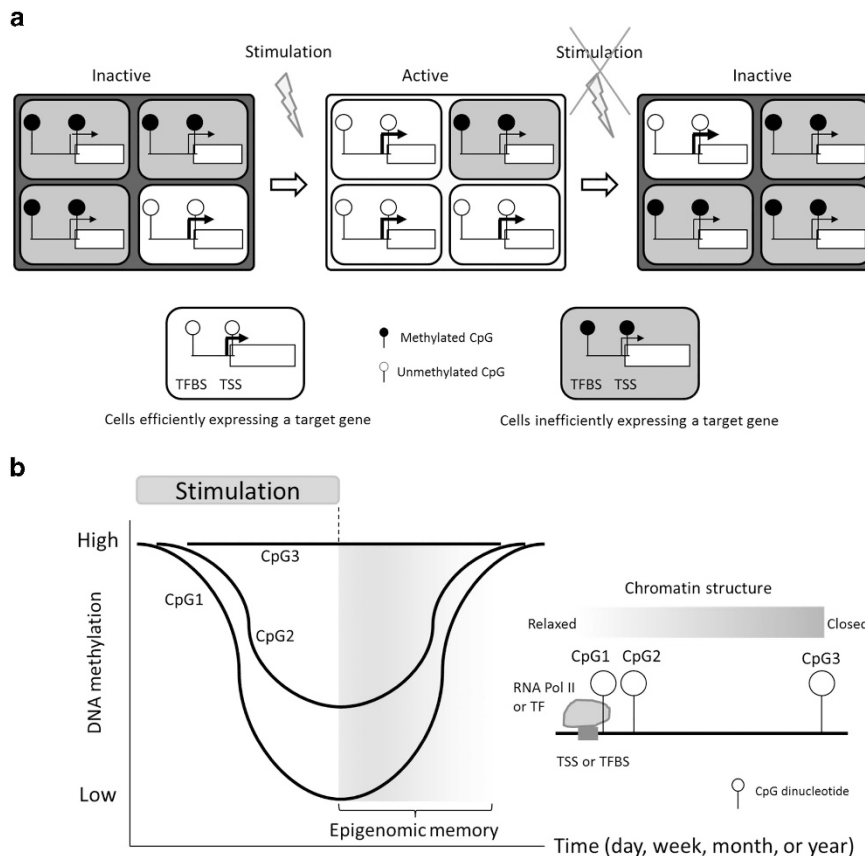 a
Stimulation
Stimulation
Inactive
Active
Inactive
TFBS TSS
Methylated CpG
Unmethylated CpG
TFBS TSS
Cells efficiently expressing a target gene
Cells inefficiently expressing a target gene
b
Stimulation
High
CpG3
CpG1
CpG2
DNA methylation
Low
Epigenomic memory
Time (day, week, month, or year)
Chromatin structure
Relaxed
Closed
CpG1
CpG2
CpG3
RNA Pol II
or TF
TSS or TFBS
CpG dinucleotide